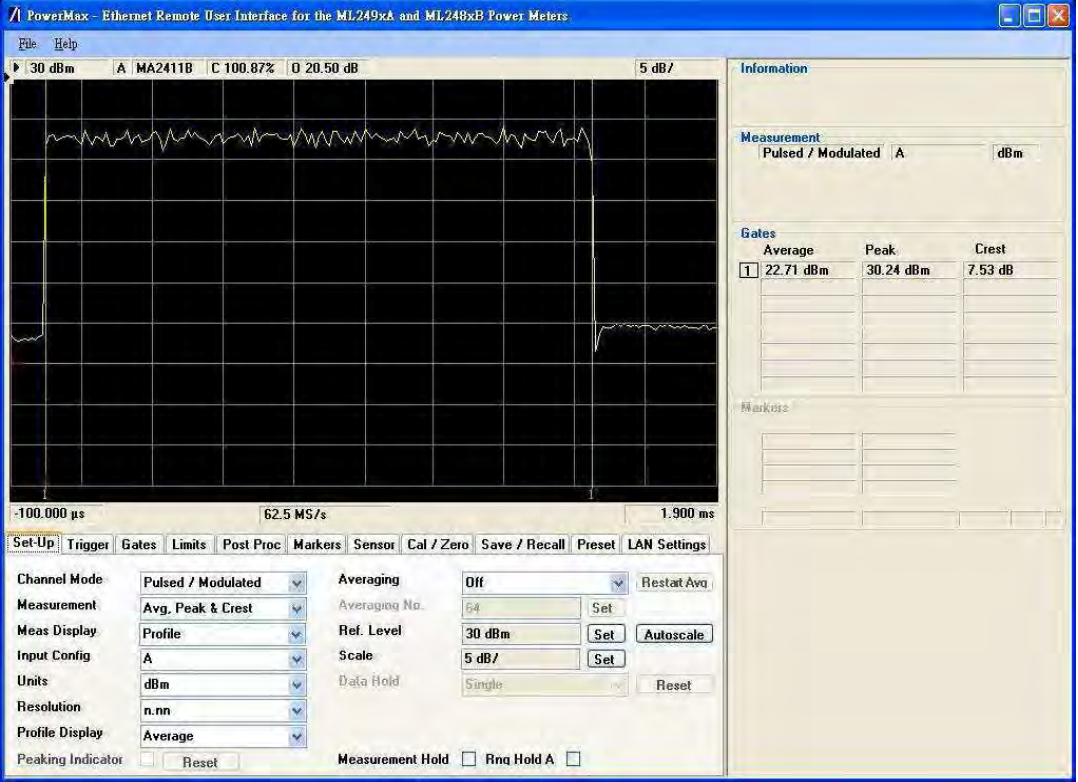 PowerMax - Ethernet Remote User Interface for the ML249xA and ML248xB Power Meters
File Help
30 dBm A MA2411B C 100.87% O 20.50 dB 5 dB/
1 1'
-100.000 µs 62.5 MS/s 1.900 ms
Information
Measurement
Pulsed / Modulated A dBm
Gates
Average Peak Crest
1 22.71 dBm 30.24 dBm 7.53 dB
Markers
Set-Up Trigger Gates Limits Post Proc Markers Sensor Cal / Zero Save / Recall Preset LAN Settings
Channel Mode Pulsed / Modulated Averaging Off Restart Avg
Measurement Avg, Peak & Crest Averaging No. 64 Set
Meas Display Profile Ref. Level 30 dBm Set Autoscale
Input Config A Scale 5 dB/ Set
Units dBm Data Hold Single Reset
Resolution n.nn
Profile Display Average
Peaking Indicator Reset Measurement Hold Rng Hold A